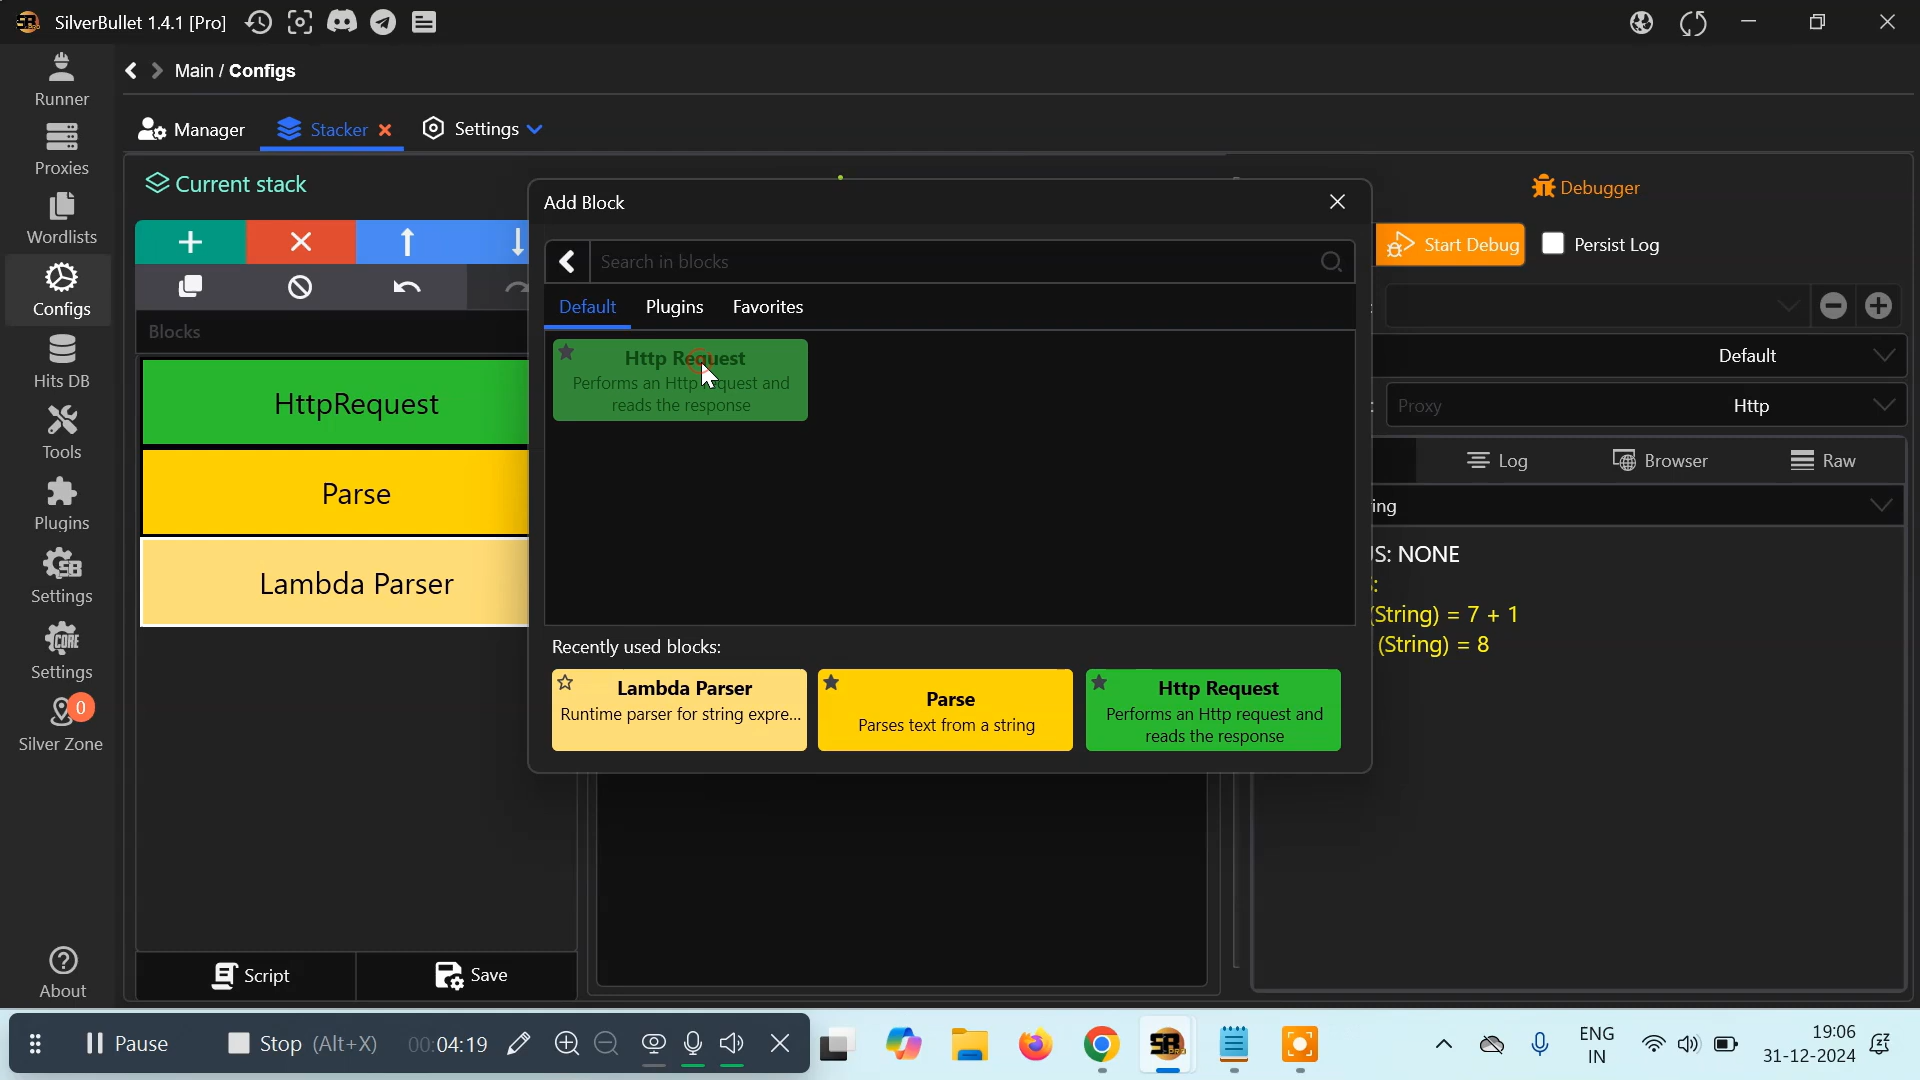 SilverBullet 1.4.1 [Pro]
Runner
Proxies
Wordlists
Configs
Hits DB
Tools
Plugins
Settings
CORE
Settings
0
Silver Zone
About
Main / Configs
Manager
Stacker
Settings
Current stack
Blocks
HttpRequest
Parse
Lambda Parser
Script
Save
Add Block
Search in blocks
Default
Plugins
Favorites
Http Request
Performs an Http request and
reads the response
Recently used blocks:
Lambda Parser
Runtime parser for string expre...
Parse
Parses text from a string
Http Request
Performs an Http request and
reads the response
Debugger
Start Debug
Persist Log
Default
Proxy
Http
Log
Browser
Raw
ing
S: NONE
(String) = 7 + 1
(String) = 8
Pause
Stop (Alt+X)
00:04:19
ENG
IN
19:06
31-12-2024